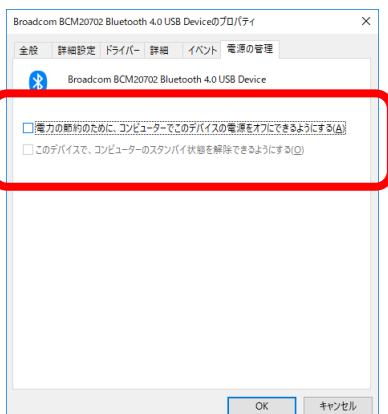 Broadcom BCM20702 Bluetooth 4.0 USB Deviceのプロパティ
全般 詳細設定 ドライバー 詳細 イベント 電源の管理
Broadcom BCM20702 Bluetooth 4.0 USB Device
電力の節約のために、コンピューターでこのデバイスの電源をオフにできるようにする(A)
このデバイスで、コンピューターのスタンバイ状態を解除できるようにする(O)
OK キャンセル